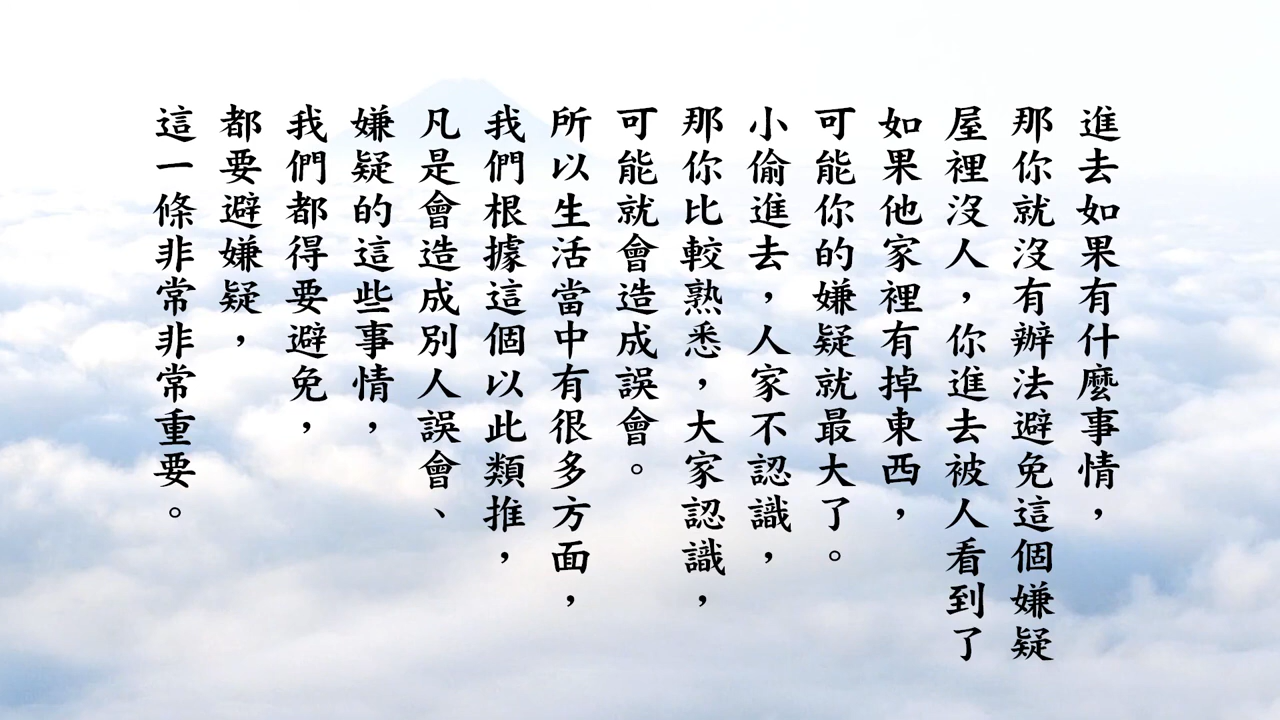 進去如果有什麼事情，
那你就沒有辦法避免這個嫌疑
屋裡沒人，你進去被人看到了
如果他家裡有掉東西，
可能你的嫌疑就最大了。
小偷進去，人家不認識，
那你比較熟悉，大家認識，
可能就會造成誤會。
所以生活當中有很多方面，
我們根據這個以此類推，
凡是會造成別人誤會、
嫌疑的這些事情，
我們都得要避免，
都要避嫌疑，
這一條非常非常重要。